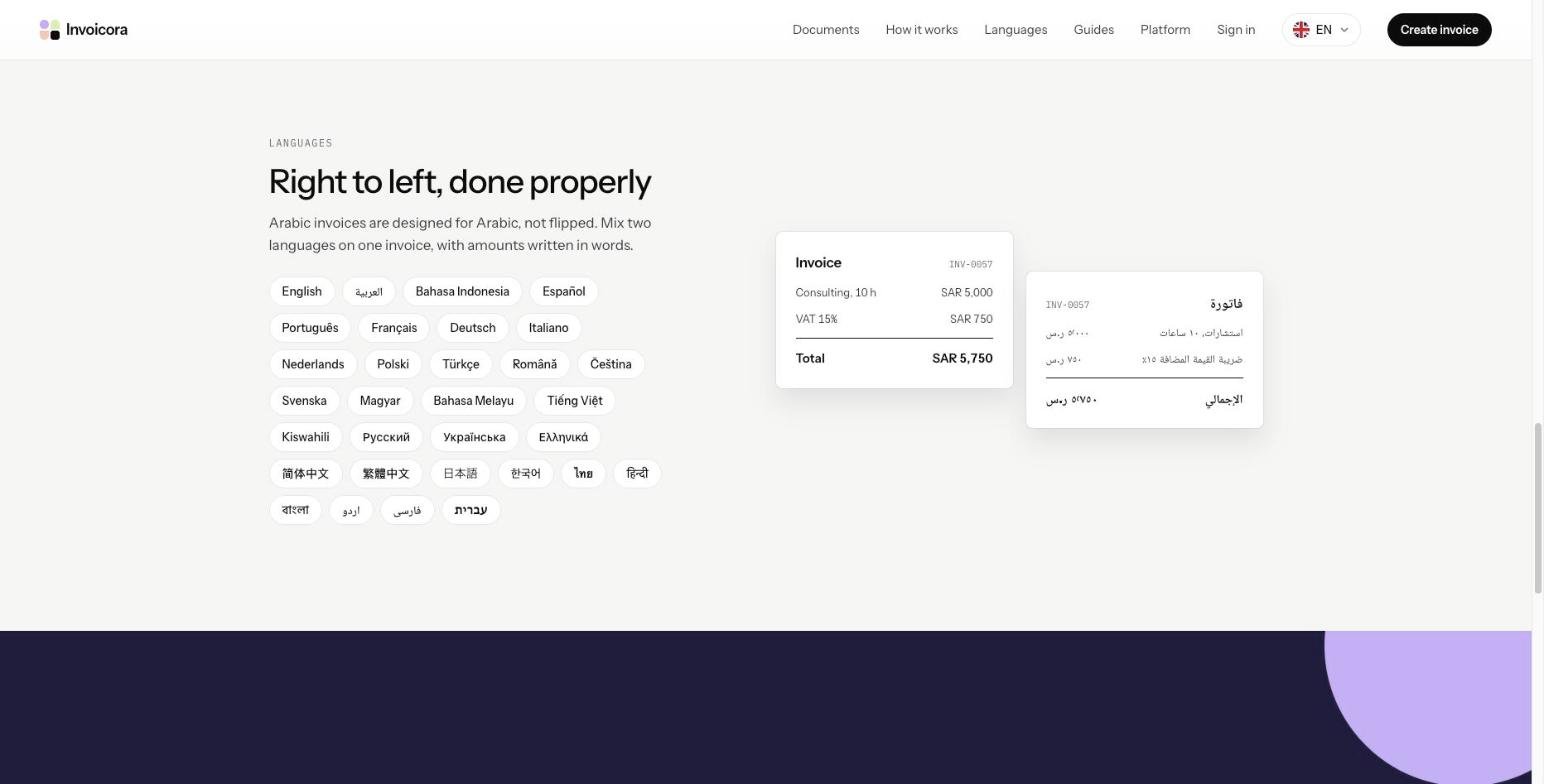 Invoicora
Documents How it works Languages Guides Platform Sign in EN Create invoice
LANGUAGES
Right to left, done properly
Arabic invoices are designed for Arabic, not flipped. Mix two
languages on one invoice, with amounts written in words.
English العربية Bahasa Indonesia Español
Português Français Deutsch Italiano
Nederlands Polski Türkçe Română Čeština
Svenska Magyar Bahasa Melayu Tiếng Việt
Kiswahili Русский Українська Ελληνικά
简体中文 繁體中文 日本語 한국어 ไทย हिन्दी
বাংলা اردو فارسی עברית
Invoice INV-0057
Consulting, 10 h SAR 5,000
VAT 15% SAR 750
Total SAR 5,750
فاتورة INV-0057
استشارات، ١٠ ساعات ٥٬٠٠٠ ر.س
ضريبة القيمة المضافة ١٥٪ ٧٥٠ ر.س
الإجمالي ٥٬٧٥٠ ر.س